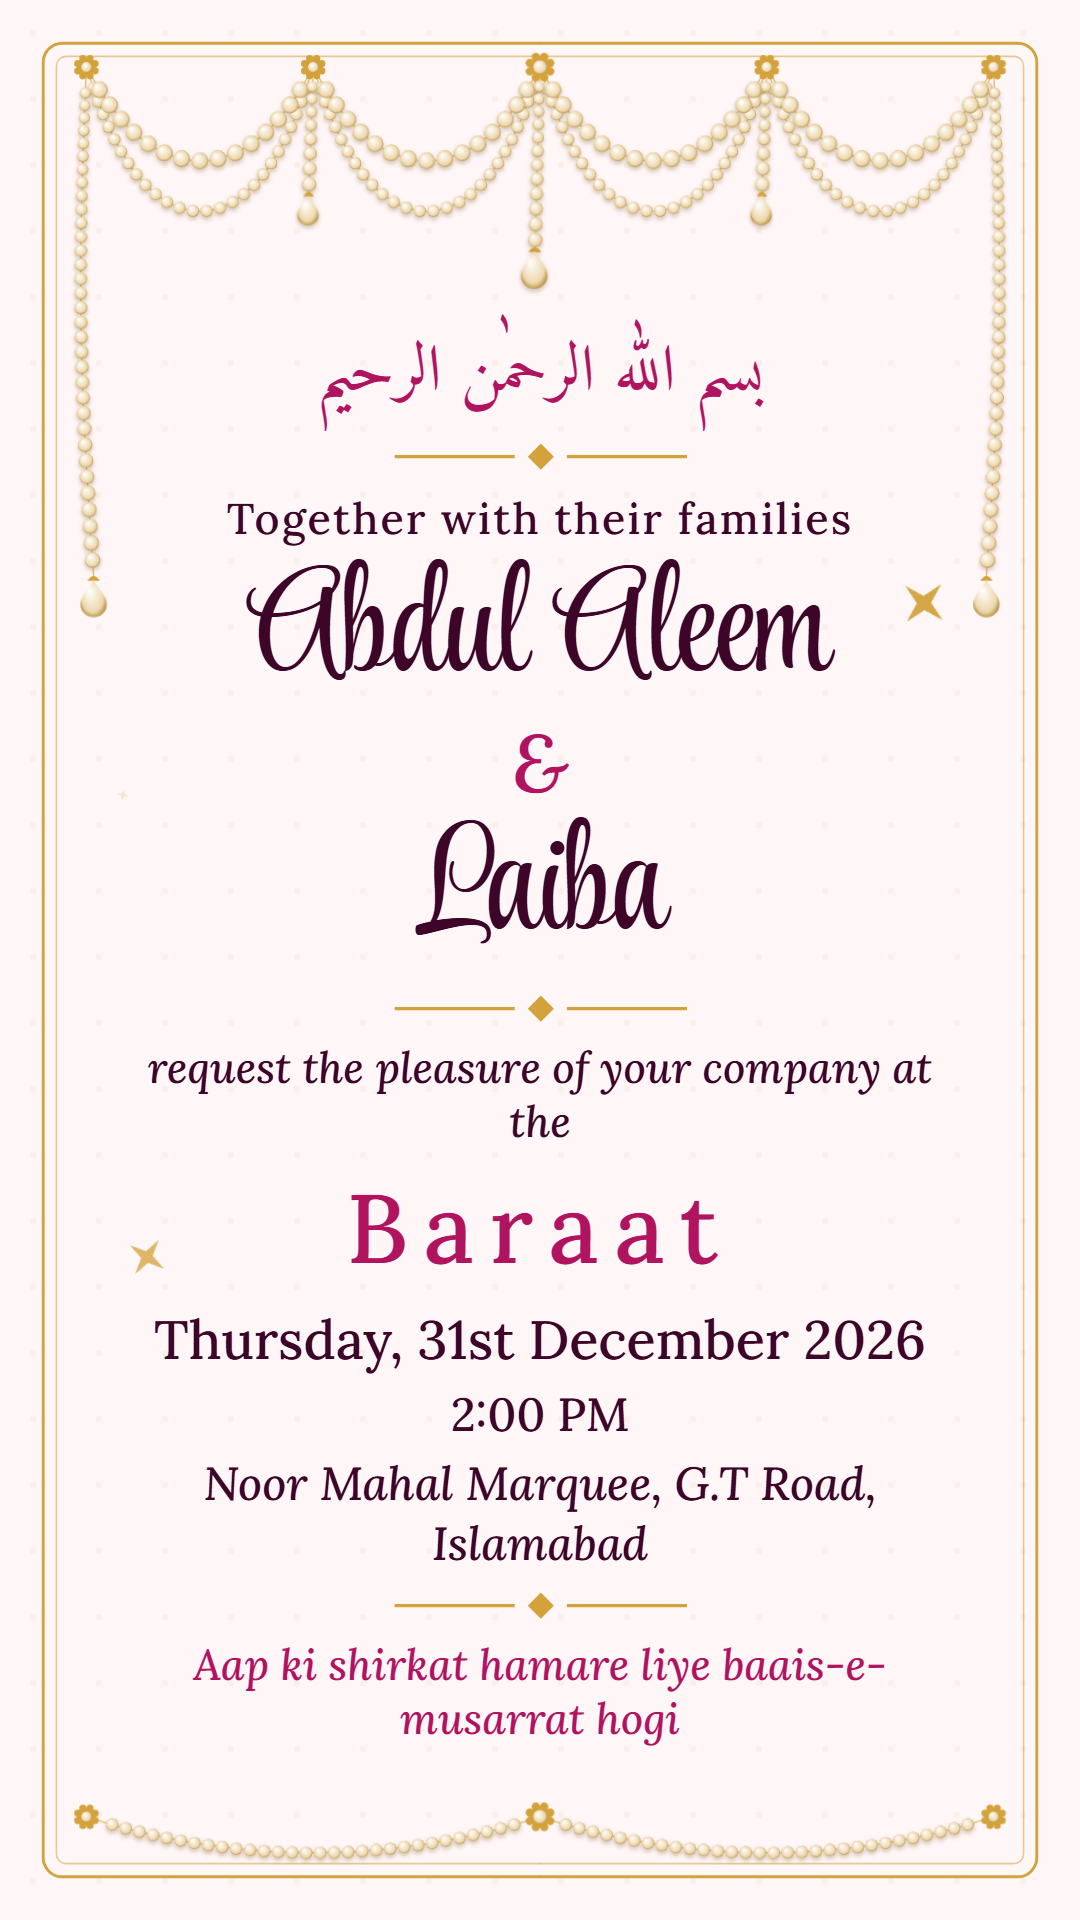 بسم الله الرحمٰن الرحيم
Together with their families
Abdul Aleem
&
Laiba
request the pleasure of your company at
the
Baraat
Thursday, 31st December 2026
2:00 PM
Noor Mahal Marquee, G.T Road,
Islamabad
Aap ki shirkat hamare liye baais-e-
musarrat hogi